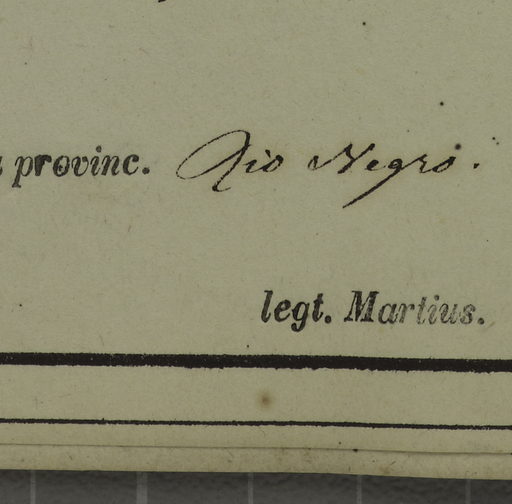 provinc. Rio Negro.
legt. Martius.